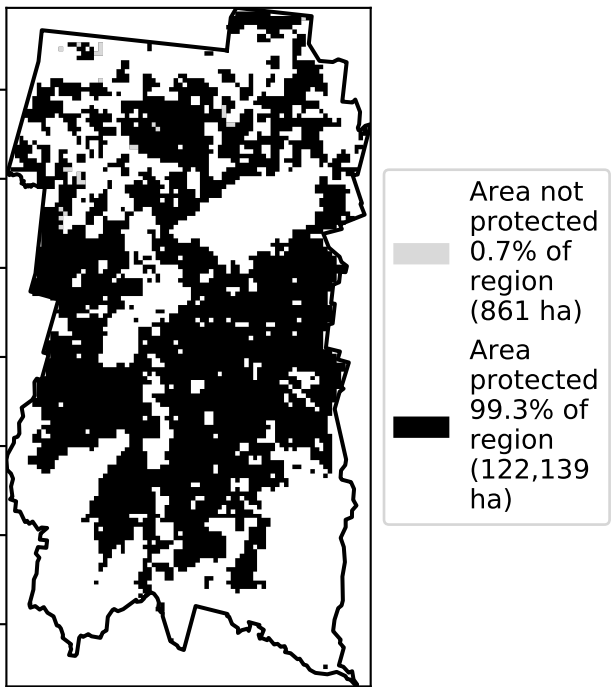 Area not
protected
0.7% of
region
(861 ha)
Area
protected
99.3% of
region
(122,139
ha)